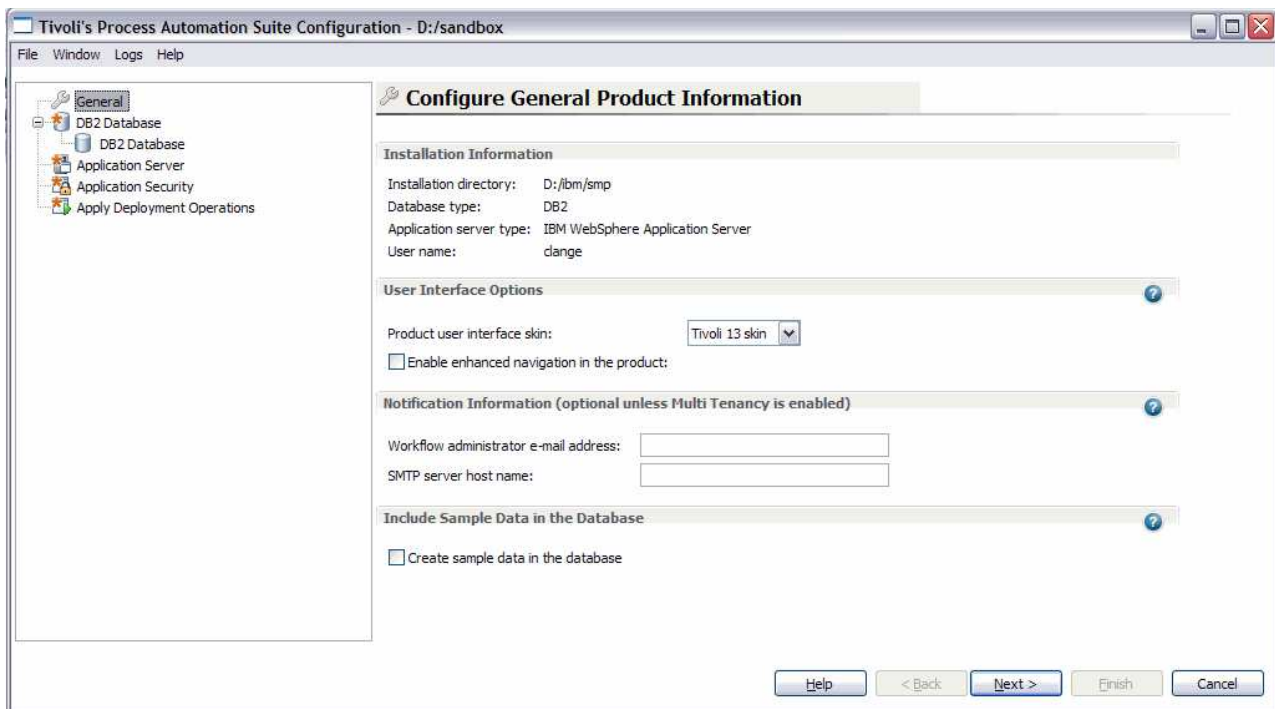 Tivoli's Process Automation Suite Configuration - D:/sandbox
File Window Logs Help
General
DB2 Database
DB2 Database
Application Server
Application Security
Apply Deployment Operations
Configure General Product Information
Installation Information
Installation directory: D:/ibm/smp
Database type: DB2
Application server type: IBM WebSphere Application Server
User name: clange
User Interface Options
Product user interface skin: Tivoli 13 skin
Enable enhanced navigation in the product:
Notification Information (optional unless Multi Tenancy is enabled)
Workflow administrator e-mail address:
SMTP server host name:
Include Sample Data in the Database
Create sample data in the database
Help < Back Next > Finish Cancel